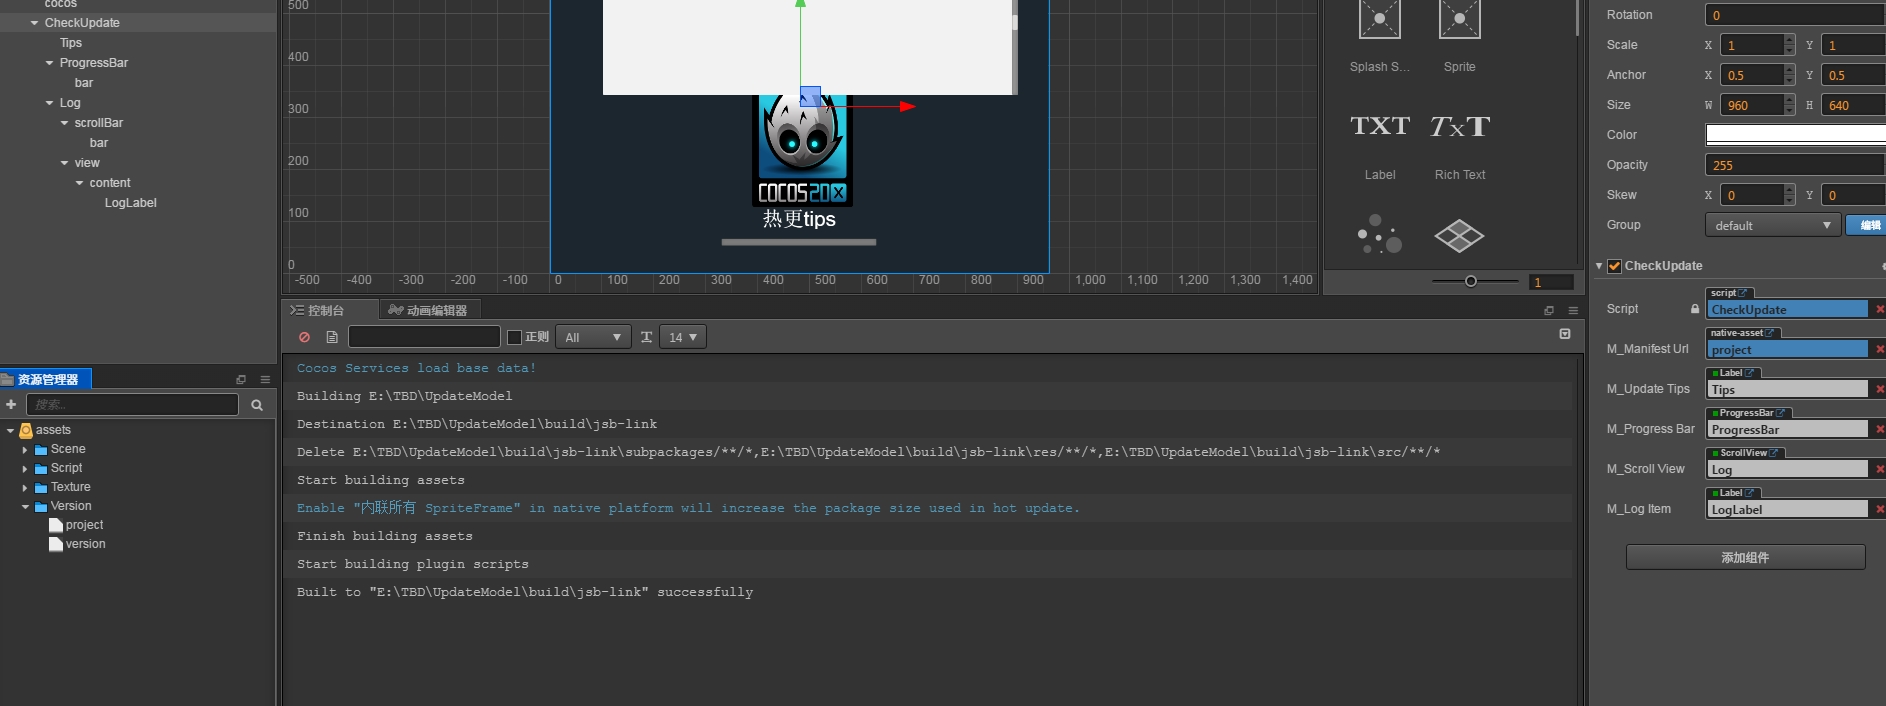 cocos
CheckUpdate
Tips
ProgressBar
bar
Log
scrollBar
bar
view
content
LogLabel
资源管理器
搜索...
assets
Scene
Script
Texture
Version
project
version
500
400
300
200
100
0
-500 -400 -300 -200 -100 0 100 200 300 400 500 600 700 800 900 1,000 1,100 1,200 1,300 1,400
COCOS2DX
热更tips
控制台
动画编辑器
正则
All
14
Cocos Services load base data!
Building E:\TBD\UpdateModel
Destination E:\TBD\UpdateModel\build\jsb-link
Delete E:\TBD\UpdateModel\build\jsb-link\subpackages/**/*,E:\TBD\UpdateModel\build\jsb-link\res/**/*,E:\TBD\UpdateModel\build\jsb-link\src/**/*
Start building assets
Enable "内联所有 SpriteFrame" in native platform will increase the package size used in hot update.
Finish building assets
Start building plugin scripts
Built to "E:\TBD\UpdateModel\build\jsb-link" successfully
Splash S... Sprite
TXT TxT
Label Rich Text
1
Rotation 0
Scale X 1 Y 1
Anchor X 0.5 Y 0.5
Size W 960 H 640
Color
Opacity 255
Skew X 0 Y 0
Group default 编辑
CheckUpdate
script
Script CheckUpdate
native-asset
M_Manifest Url project
Label
M_Update Tips Tips
ProgressBar
M_Progress Bar ProgressBar
ScrollView
M_Scroll View Log
Label
M_Log Item LogLabel
添加组件